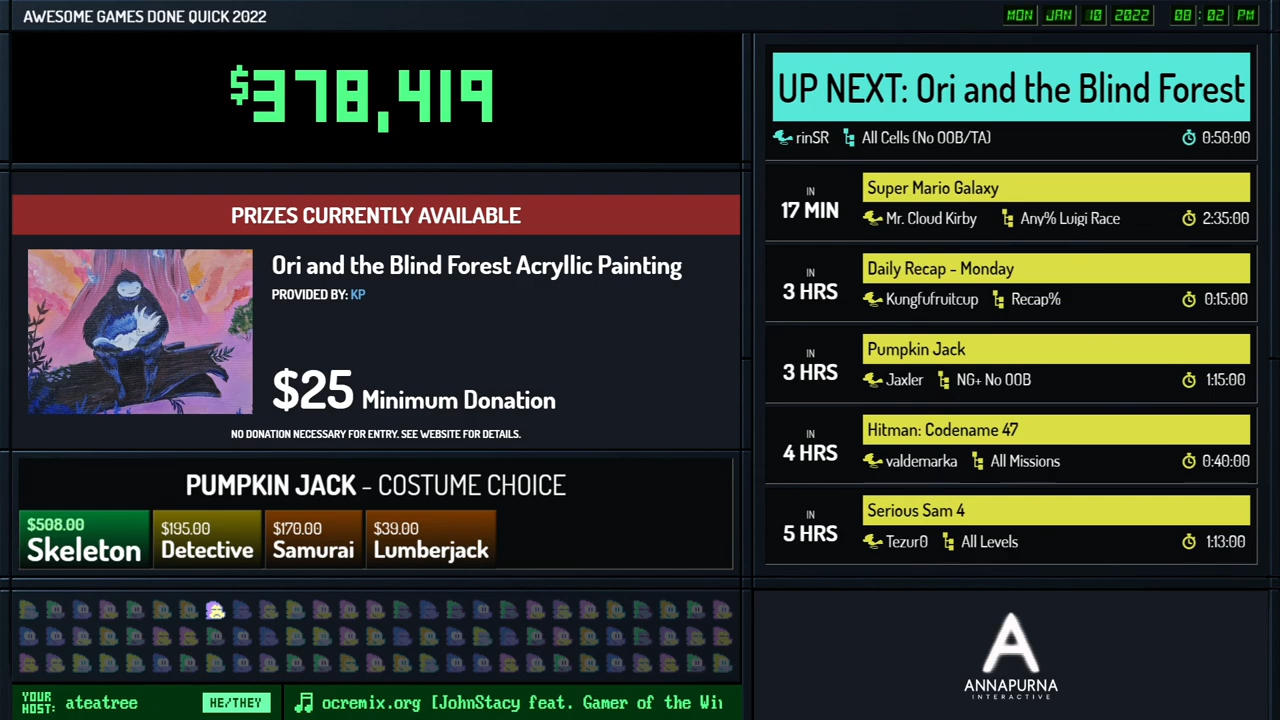 AWESOME GAMES DONE QUICK 2022
MON JAN 10 2022 08:02 PM
$378,419
PRIZES CURRENTLY AVAILABLE
Ori and the Blind Forest Acryllic Painting
PROVIDED BY: KP
$25 Minimum Donation
NO DONATION NECESSARY FOR ENTRY. SEE WEBSITE FOR DETAILS.
PUMPKIN JACK - COSTUME CHOICE
$508.00
Skeleton
$195.00
Detective
$170.00
Samurai
$39.00
Lumberjack
YOUR HOST: ateatree HE/THEY
ocremix.org [JohnStacy feat. Gamer of the Win
UP NEXT: Ori and the Blind Forest
rinSR All Cells (No OOB/TA) 0:50:00
IN 17 MIN
Super Mario Galaxy
Mr. Cloud Kirby Any% Luigi Race 2:35:00
IN 3 HRS
Daily Recap - Monday
Kungfufruitcup Recap% 0:15:00
IN 3 HRS
Pumpkin Jack
Jaxler NG+ No OOB 1:15:00
IN 4 HRS
Hitman: Codename 47
valdemarka All Missions 0:40:00
IN 5 HRS
Serious Sam 4
Tezur0 All Levels 1:13:00
A
ANNAPURNA
INTERACTIVE